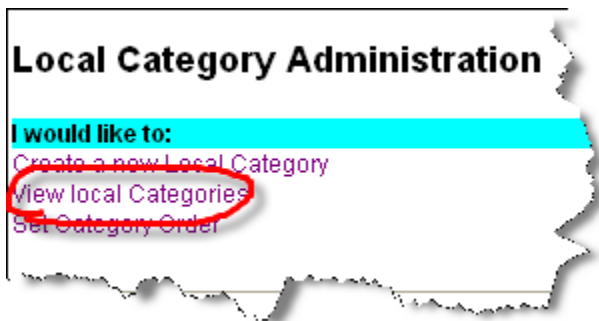 Local Category Administration
I would like to:
Create a new Local Category
View local Categories
Set Category Order